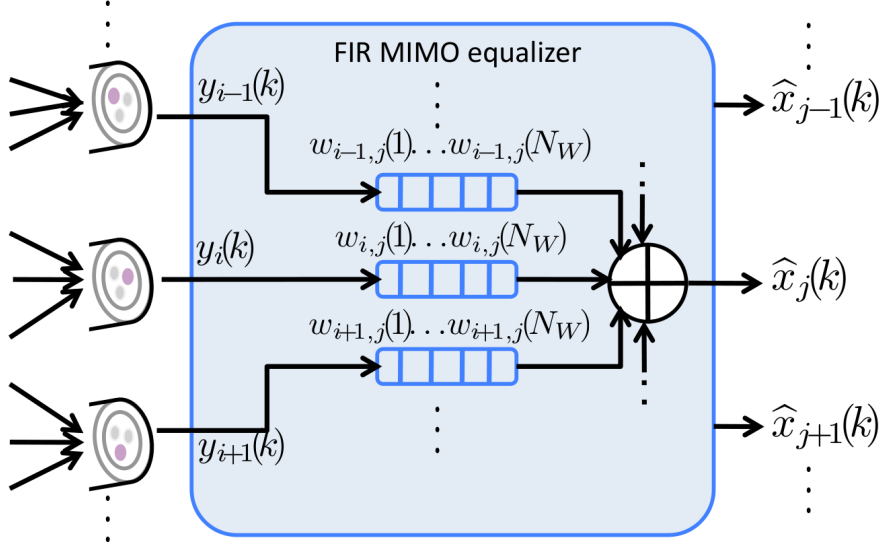 FIR MIMO equalizer
y_{i−1}(k)
x̂_{j−1}(k)
w_{i−1,j}(1)…w_{i−1,j}(N_W)
y_i(k)
w_{i,j}(1)…w_{i,j}(N_W)
x̂_j(k)
w_{i+1,j}(1)…w_{i+1,j}(N_W)
y_{i+1}(k)
x̂_{j+1}(k)